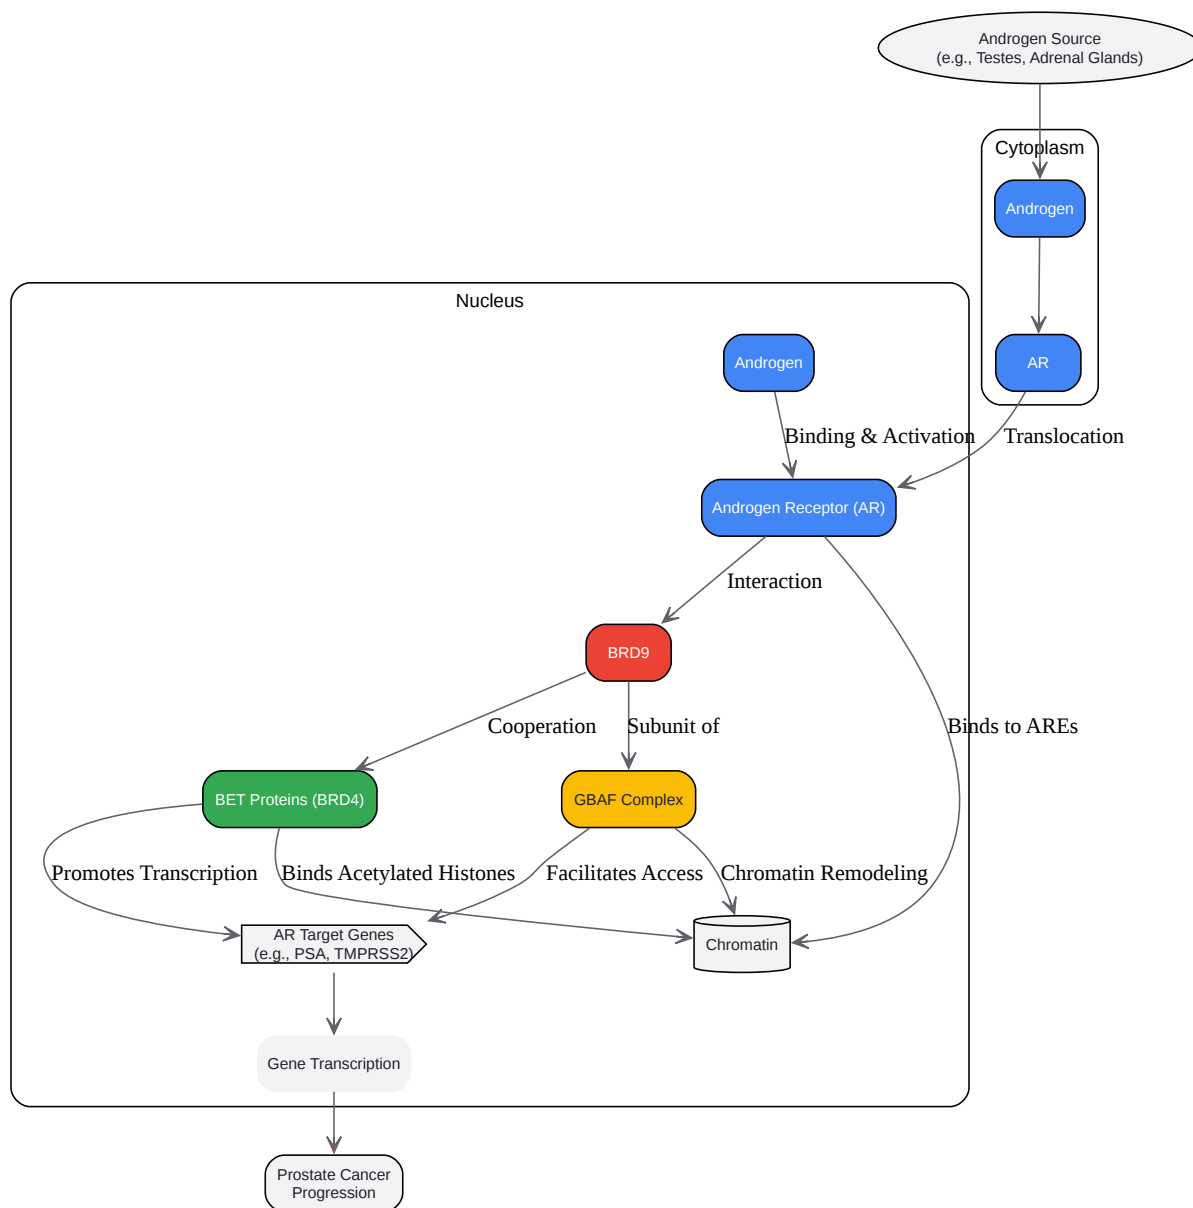 Androgen Source
(e.g., Testes, Adrenal Glands)
Cytoplasm
Androgen
Nucleus
Androgen
AR
Binding & Activation
Translocation
Androgen Receptor (AR)
Interaction
BRD9
Cooperation
Subunit of
Binds to AREs
BET Proteins (BRD4)
GBAF Complex
Promotes Transcription
Binds Acetylated Histones
Facilitates Access
Chromatin Remodeling
AR Target Genes
(e.g., PSA, TMPRSS2)
Chromatin
Gene Transcription
Prostate Cancer
Progression